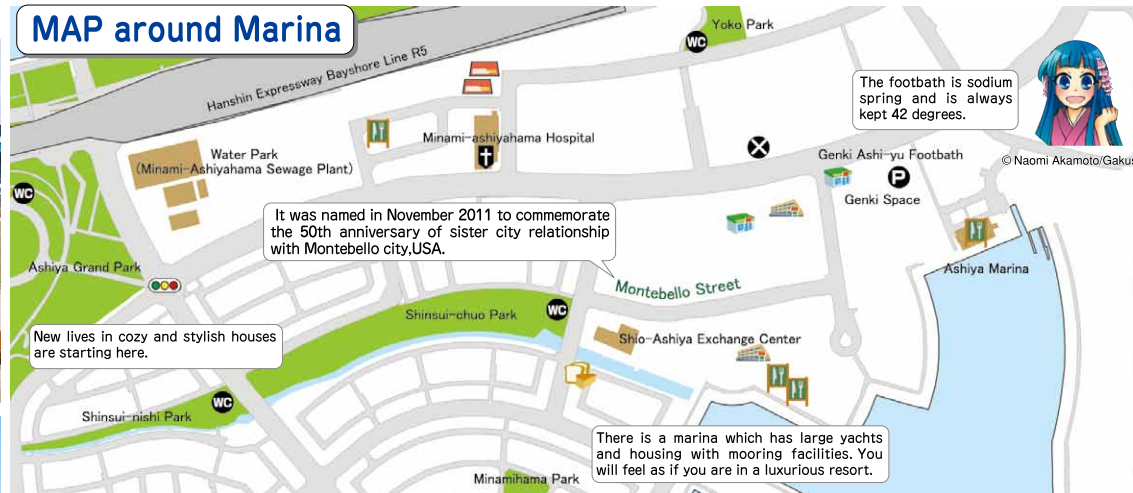 MAP around Marina
Yoko Park
WC
Hanshin Expressway Bayshore Line R5
The footbath is sodium
spring and is always
kept 42 degrees.
Minami-ashiyahama Hospital
Water Park
(Minami-Ashiyahama Sewage Plant)
Genki Ashi-yu Footbath
© Naomi Akamoto/Gakus
P
Genki Space
WC
It was named in November 2011 to commemorate
the 50th anniversary of sister city relationship
with Montebello city,USA.
Ashiya Grand Park
Ashiya Marina
Montebello Street
WC
Shinsui-chuo Park
New lives in cozy and stylish houses
are starting here.
Shio-Ashiya Exchange Center
WC
Shinsui-nishi Park
There is a marina which has large yachts
and housing with mooring facilities. You
will feel as if you are in a luxurious resort.
Minamihama Park